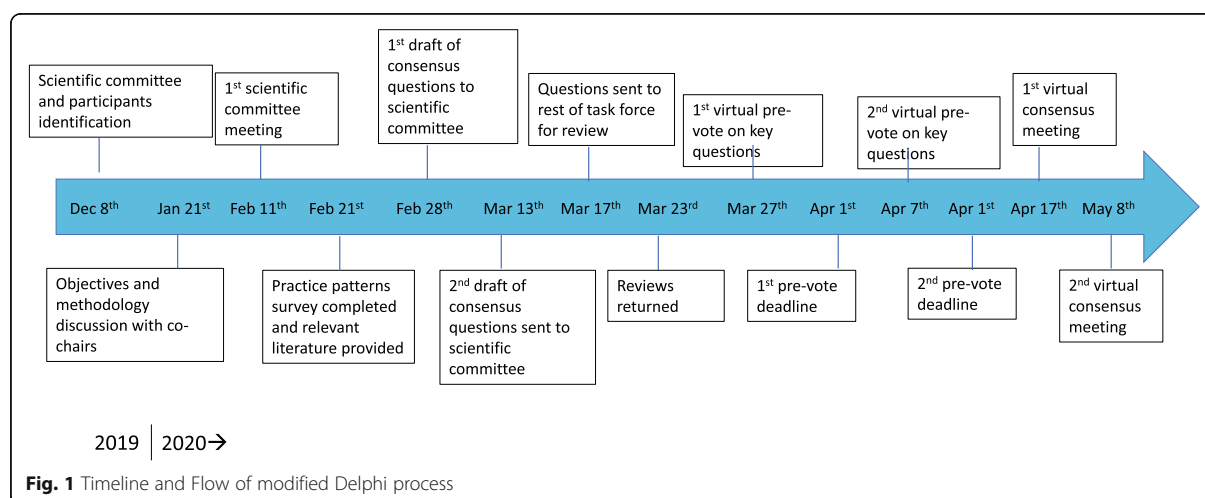 Scientific committee
and participants
identification
1st scientific
committee
meeting
1st draft of
consensus
questions to
scientific
committee
Questions sent to
rest of task force
for review
1st virtual pre-
vote on key
questions
2nd virtual pre-
vote on key
questions
1st virtual
consensus
meeting
Dec 8th Jan 21st Feb 11th Feb 21st Feb 28th Mar 13th Mar 17th Mar 23rd Mar 27th Apr 1st Apr 7th Apr 1st Apr 17th May 8th
Objectives and
methodology
discussion with co-
chairs
Practice patterns
survey completed
and relevant
literature provided
2nd draft of
consensus
questions sent to
scientific
committee
Reviews
returned
1st pre-vote
deadline
2nd pre-vote
deadline
2nd virtual
consensus
meeting
2019 2020→
Fig. 1 Timeline and Flow of modified Delphi process